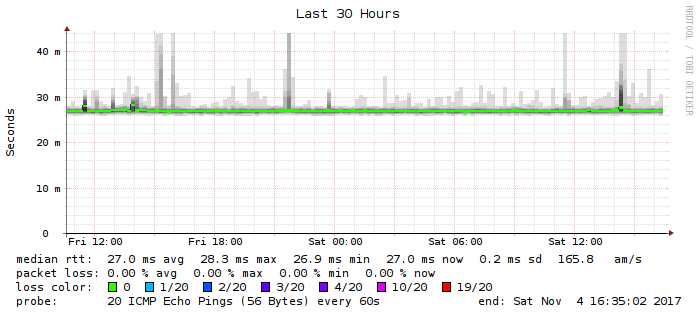 Last 30 Hours
RRDTOOL / TOBI OETIKER
Seconds
40 m
30 m
20 m
10 m
0
Fri 12:00 Fri 18:00 Sat 00:00 Sat 06:00 Sat 12:00
median rtt: 27.0 ms avg 28.3 ms max 26.9 ms min 27.0 ms now 0.2 ms sd 165.8 am/s
packet loss: 0.00 % avg 0.00 % max 0.00 % min 0.00 % now
loss color: 0 1/20 2/20 3/20 4/20 10/20 19/20
probe: 20 ICMP Echo Pings (56 Bytes) every 60s end: Sat Nov 4 16:35:02 2017